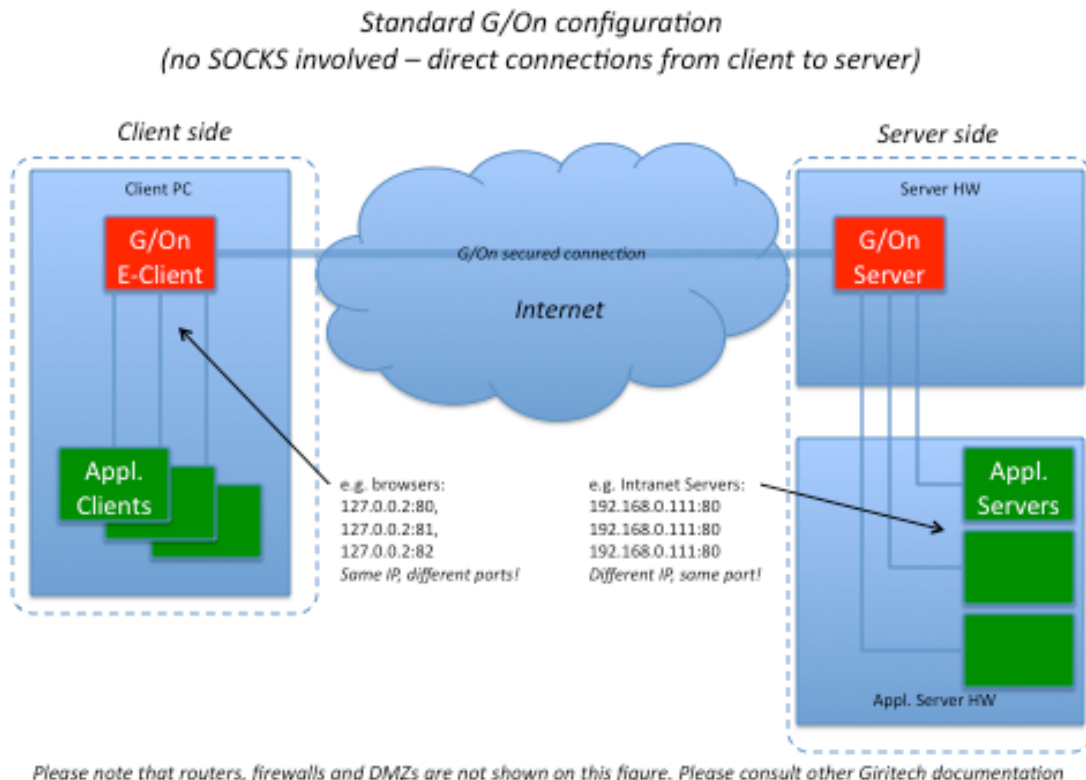 Standard G/On configuration
(no SOCKS involved – direct connections from client to server)
Client side
Server side
Client PC
Server HW
G/On
E-Client
G/On secured connection
G/On
Server
Internet
Appl.
Clients
e.g. browsers:
127.0.0.2:80,
127.0.0.2:81,
127.0.0.2:82
Same IP, different ports!
e.g. Intranet Servers:
192.168.0.111:80
192.168.0.111:80
192.168.0.111:80
Different IP, same port!
Appl.
Servers
Appl. Server HW
Please note that routers, firewalls and DMZs are not shown on this figure. Please consult other Giritech documentation